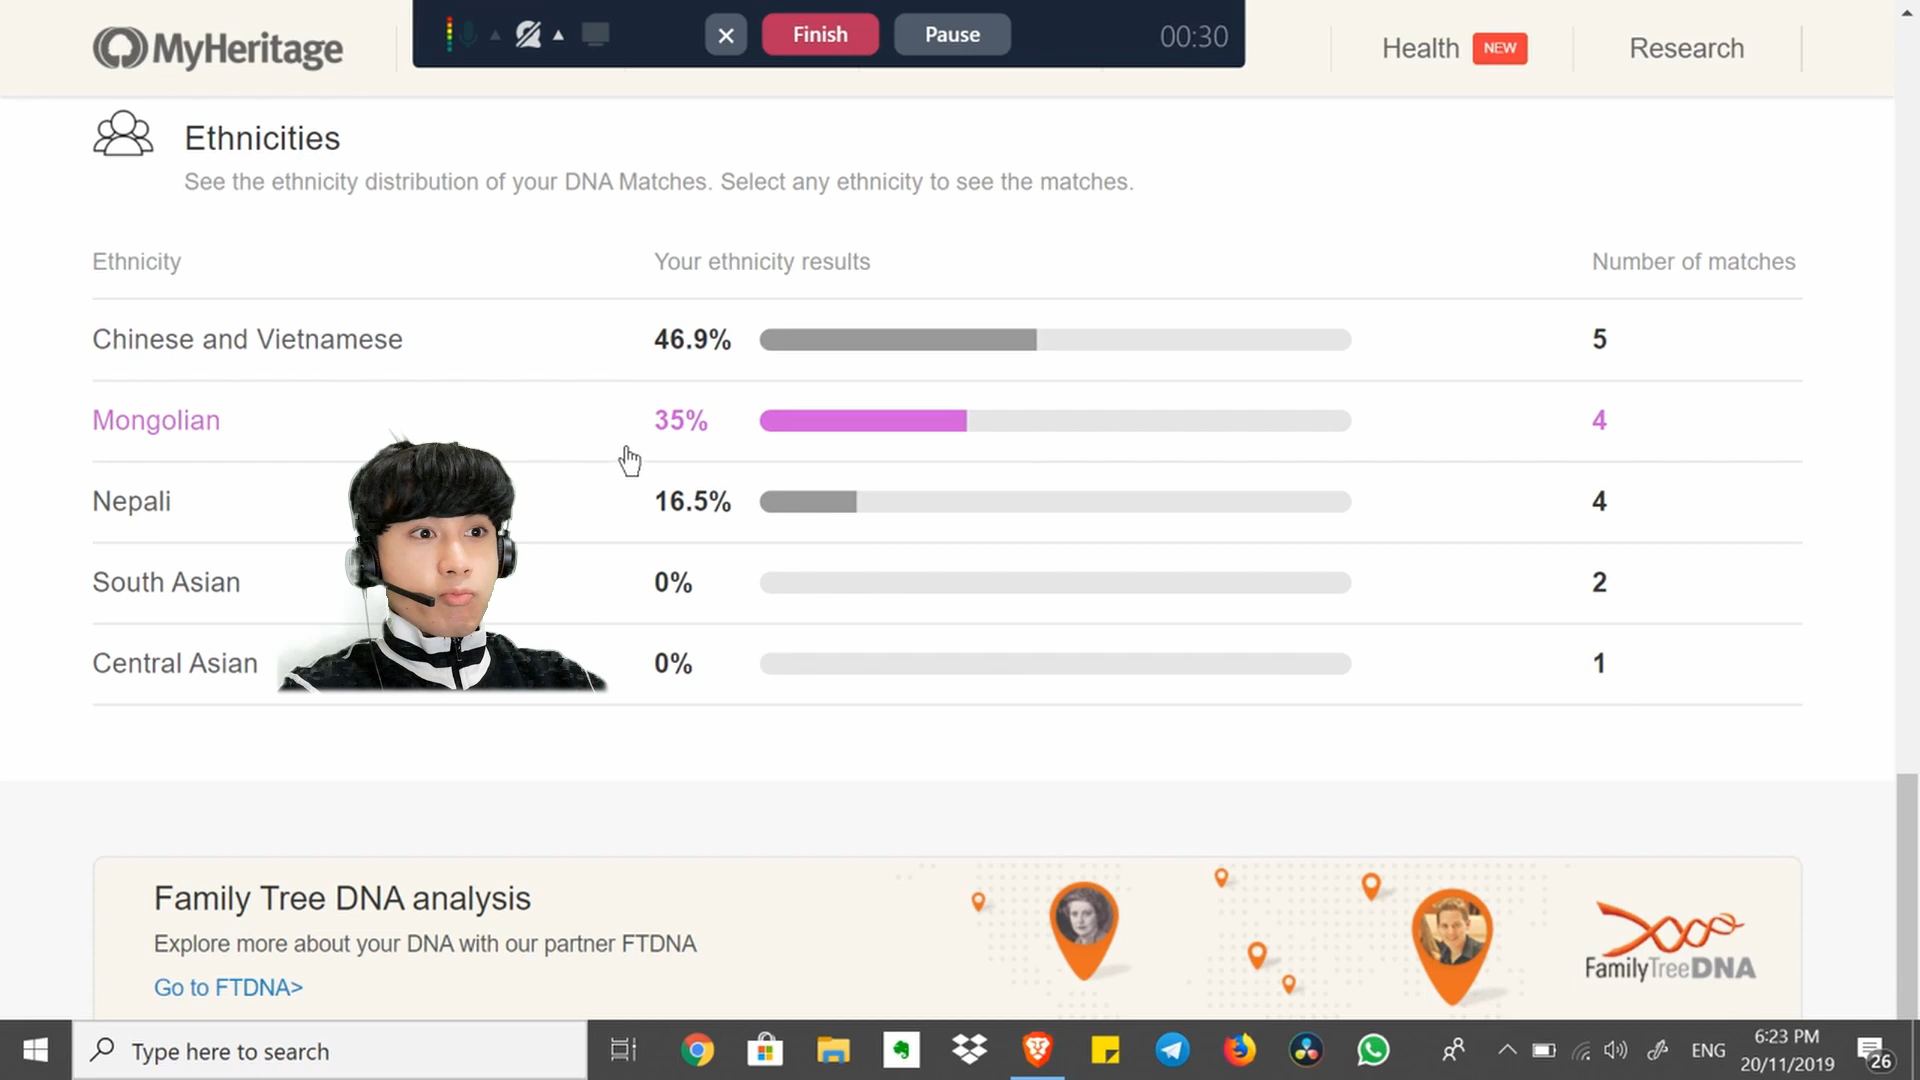 MyHeritage
Finish
Pause
00:30
Health NEW
Research
Ethnicities
See the ethnicity distribution of your DNA Matches. Select any ethnicity to see the matches.
Ethnicity Your ethnicity results Number of matches
Chinese and Vietnamese 46.9% 5
Mongolian 35% 4
Nepali 16.5% 4
South Asian 0% 2
Central Asian 0% 1
Family Tree DNA analysis
Explore more about your DNA with our partner FTDNA
Go to FTDNA>
FamilyTreeDNA
Type here to search
ENG
6:23 PM
20/11/2019
26